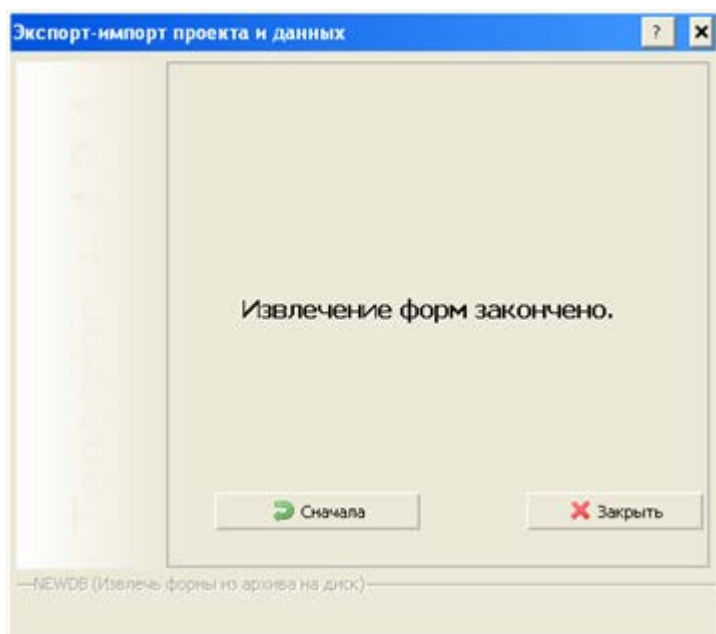 Экспорт-импорт проекта и данных
Извлечение форм закончено.
Сначала
Закрыть
NEWDB (Извлечь формы из архива на диск)